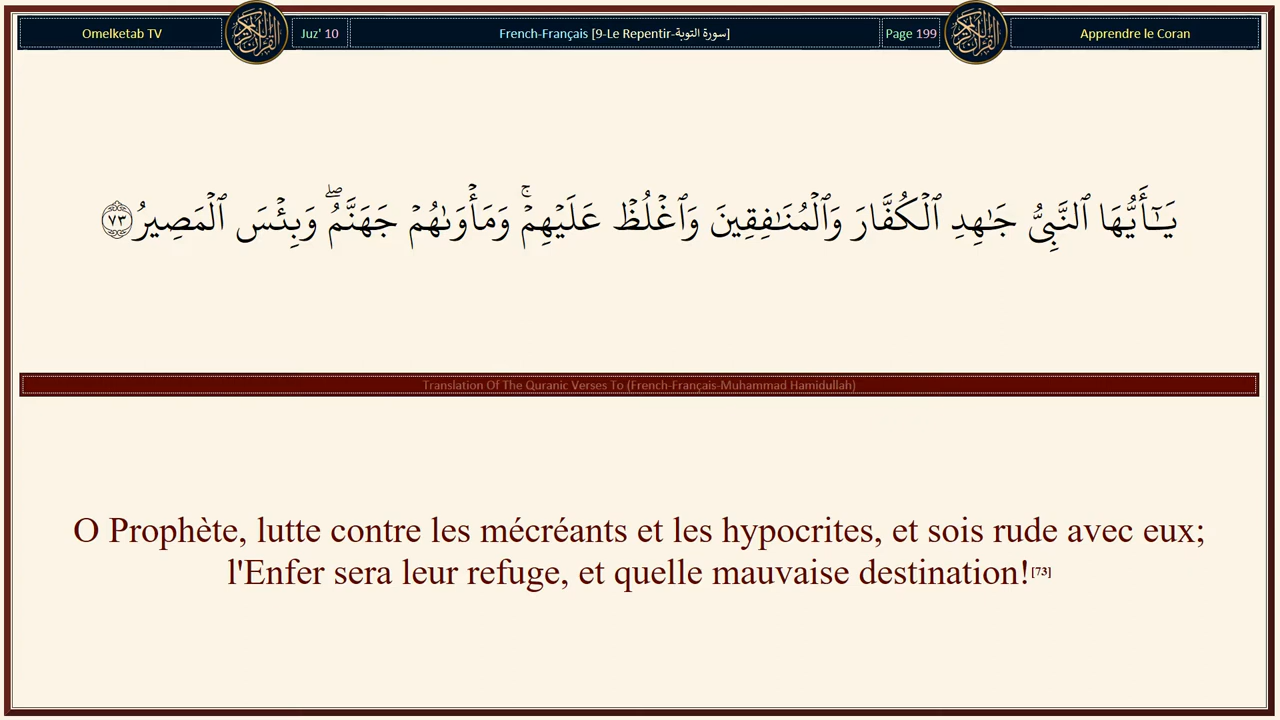 Omelketab TV
Juz' 10
French-Français [9-Le Repentir-سورة التوبة]
Page 199
Apprendre le Coran
يَـٰٓأَيُّهَا ٱلنَّبِىُّ جَـٰهِدِ ٱلْكُفَّارَ وَٱلْمُنَـٰفِقِينَ وَٱغْلُظْ عَلَيْهِمْ ۚ وَمَأْوَىٰهُمْ جَهَنَّمُ ۖ وَبِئْسَ ٱلْمَصِيرُ ٧٣
Translation Of The Quranic Verses To (French-Français-Muhammad Hamidullah)
O Prophète, lutte contre les mécréants et les hypocrites, et sois rude avec eux;
l'Enfer sera leur refuge, et quelle mauvaise destination![73]